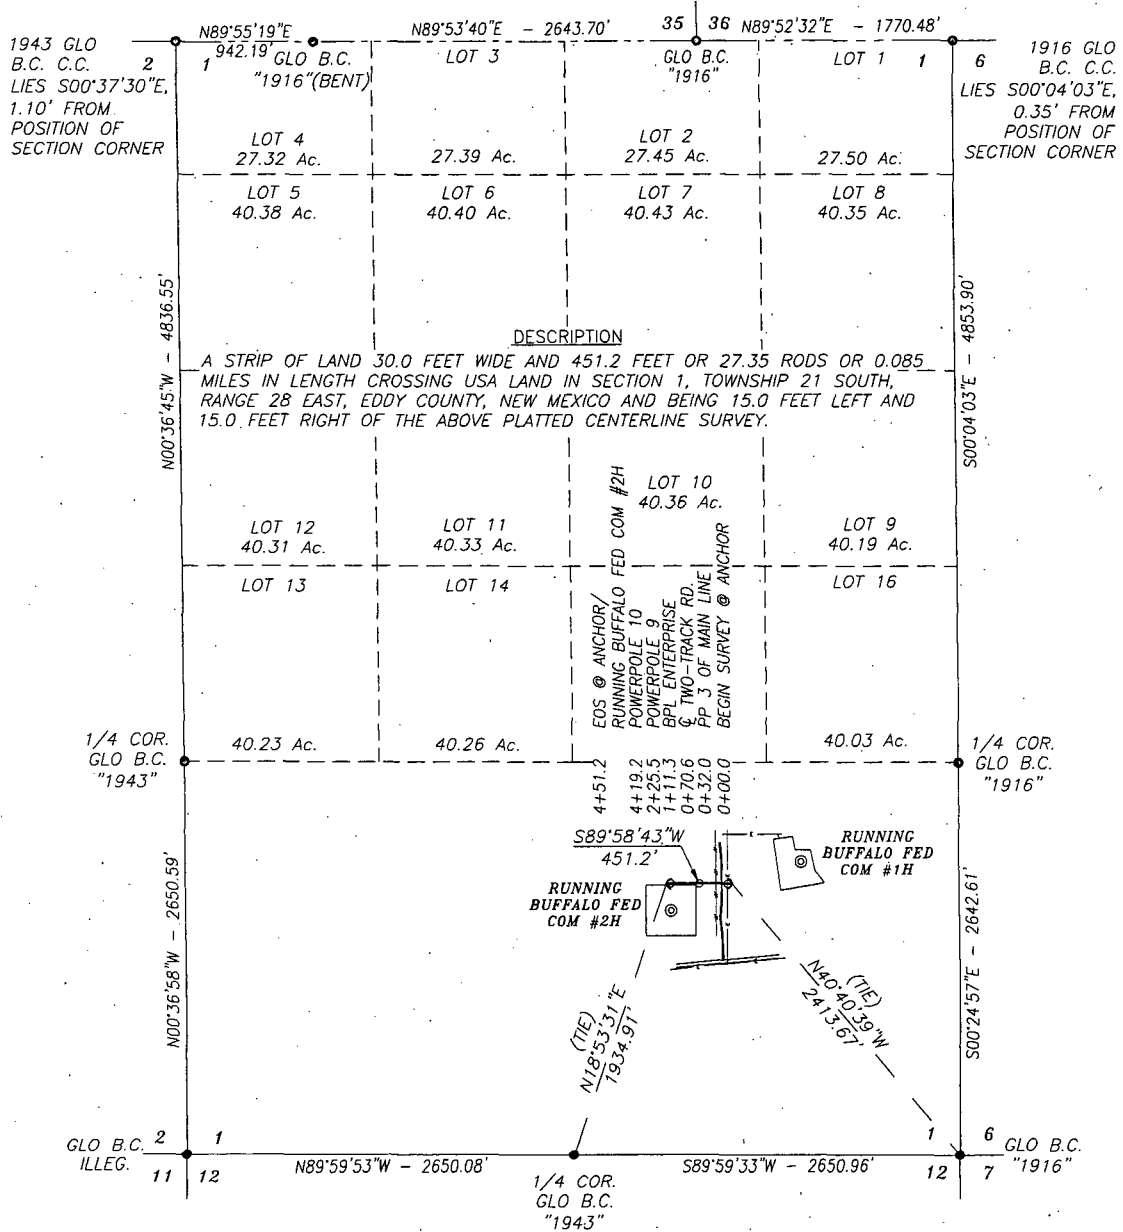 N89°55'19"E
942.19'
N89°53'40"E - 2643.70'
35 36
N89°52'32"E - 1770.48'
1943 GLO
B.C. C.C.
LIES S00°37'30"E,
1.10' FROM
POSITION OF
SECTION CORNER
2 1
GLO B.C.
"1916"(BENT)
LOT 3
GLO B.C.
"1916"
LOT 1
1 6
1916 GLO
B.C. C.C.
LIES S00°04'03"E,
0.35' FROM
POSITION OF
SECTION CORNER
LOT 4
27.32 Ac.
27.39 Ac.
LOT 2
27.45 Ac.
27.50 Ac.
LOT 5
40.38 Ac.
LOT 6
40.40 Ac.
LOT 7
40.43 Ac.
LOT 8
40.35 Ac.
N00°36'45"W - 4836.55'
S00°04'03"E - 4853.90'
DESCRIPTION
A STRIP OF LAND 30.0 FEET WIDE AND 451.2 FEET OR 27.35 RODS OR 0.085
MILES IN LENGTH CROSSING USA LAND IN SECTION 1, TOWNSHIP 21 SOUTH,
RANGE 28 EAST, EDDY COUNTY, NEW MEXICO AND BEING 15.0 FEET LEFT AND
15.0 FEET RIGHT OF THE ABOVE PLATTED CENTERLINE SURVEY.
LOT 12
40.31 Ac.
LOT 11
40.33 Ac.
LOT 10
40.36 Ac.
LOT 9
40.19 Ac.
LOT 13
LOT 14
LOT 16
4+51.2 EOS @ ANCHOR/
RUNNING BUFFALO FED COM #2H
4+19.2 POWERPOLE 10
2+25.5 POWERPOLE 9
1+11.3 BPL ENTERPRISE
0+70.6 ℄ TWO-TRACK RD.
0+32.0 PP 3 OF MAIN LINE
0+00.0 BEGIN SURVEY @ ANCHOR
1/4 COR.
GLO B.C.
"1943"
40.23 Ac.
40.26 Ac.
40.03 Ac.
1/4 COR.
GLO B.C.
"1916"
S89°58'43"W
451.2'
RUNNING
BUFFALO FED
COM #1H
RUNNING
BUFFALO FED
COM #2H
N00°36'58"W - 2650.59'
S00°24'57"E - 2642.61'
(TIE)
N18°53'31"E
1934.91'
(TIE)
N40°40'39"W
2413.67'
GLO B.C.
ILLEG.
2 1
11 12
N89°59'53"W - 2650.08'
1/4 COR.
GLO B.C.
"1943"
S89°59'33"W - 2650.96'
1 6
12 7
GLO B.C.
"1916"